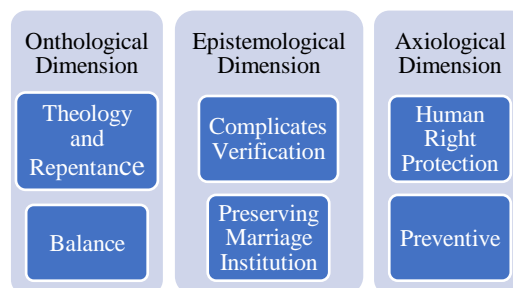 Onthological
Dimension
Theology
and
Repentance
Balance
Epistemological
Dimension
Complicates
Verification
Preserving
Marriage
Institution
Axiological
Dimension
Human
Right
Protection
Preventive